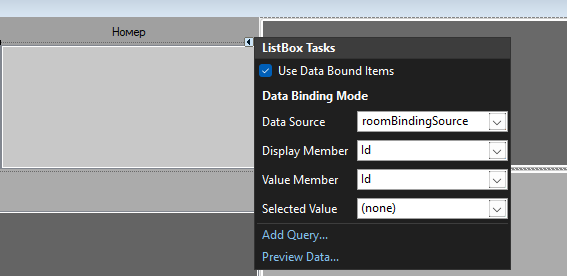 Номер
ListBox Tasks
Use Data Bound Items
Data Binding Mode
Data Source roomBindingSource
Display Member Id
Value Member Id
Selected Value (none)
Add Query...
Preview Data...